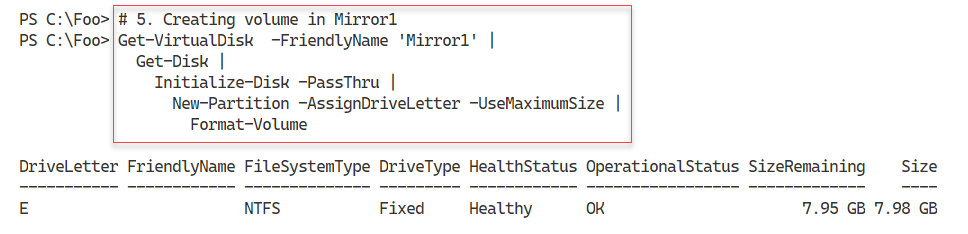 PS C:\Foo> # 5. Creating volume in Mirror1
PS C:\Foo> Get-VirtualDisk  -FriendlyName 'Mirror1' |
Get-Disk |
Initialize-Disk -PassThru |
New-Partition -AssignDriveLetter -UseMaximumSize |
Format-Volume
DriveLetter FriendlyName FileSystemType DriveType HealthStatus OperationalStatus SizeRemaining    Size
----------- ------------ -------------- --------- ------------ ----------------- -------------    ----
E                        NTFS           Fixed     Healthy      OK                      7.95 GB 7.98 GB